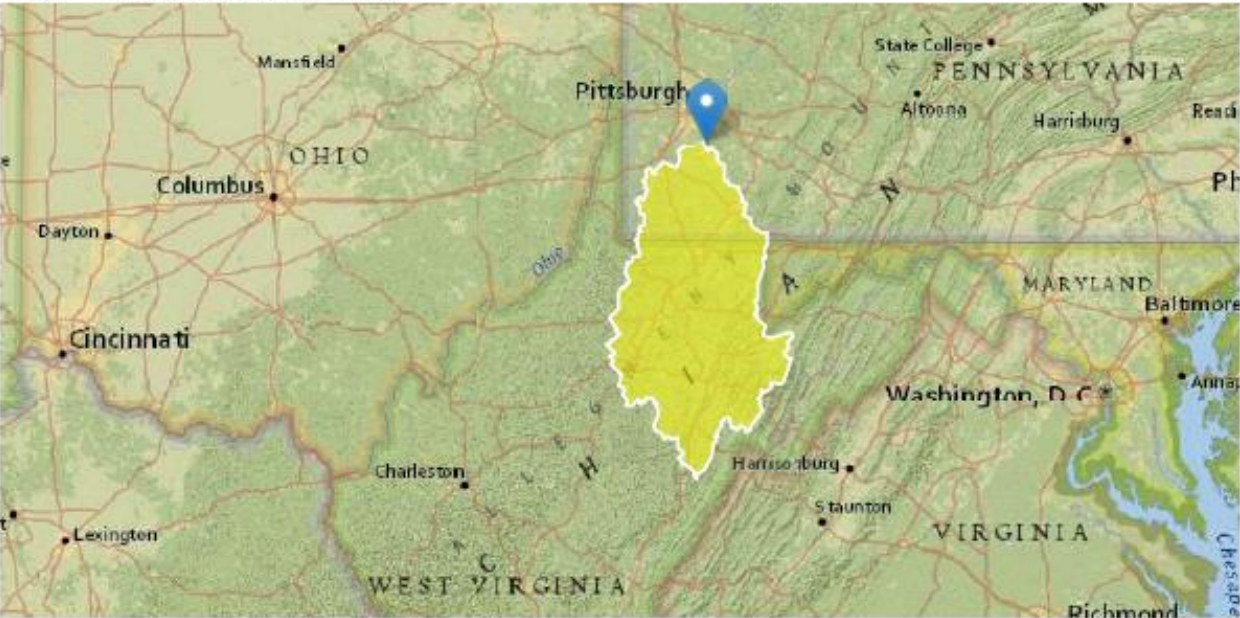 Mansfield
State College
PENNSYLVANIA
Pittsburgh
Altoona
Harrisburg
OHIO
Columbus
Dayton
Ohio
MARYLAND
Baltimore
Cincinnati
Washington, D.C.
Charleston
Harrisonburg
Staunton
Lexington
VIRGINIA
WEST VIRGINIA
Richmond